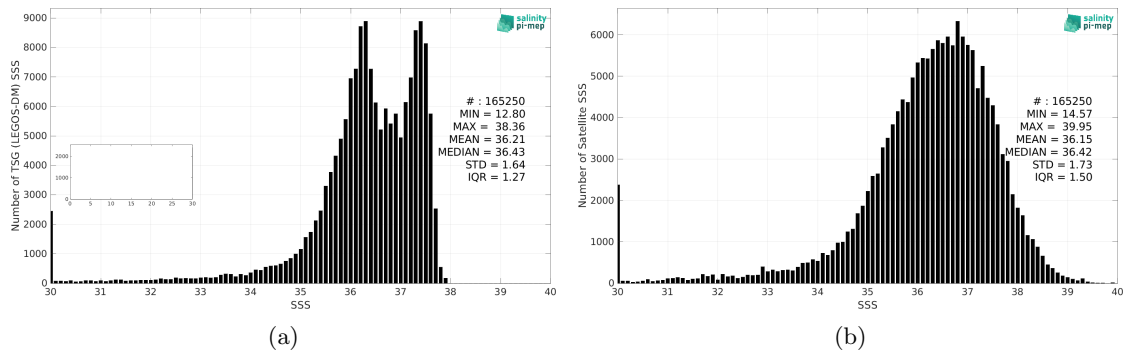 9000
8000
7000
6000
5000
4000
3000
2000
1000
0
Number of TSG (LEGOS-DM) SSS
salinity
pi-mep
# : 165250
MIN = 12.80
MAX = 38.36
MEAN = 36.21
MEDIAN = 36.43
STD = 1.64
IQR = 1.27
2000
1000
0
0 5 10 15 20 25 30
30 31 32 33 34 35 36 37 38 39 40
SSS
(a)
6000
5000
4000
3000
2000
1000
0
Number of Satellite SSS
salinity
pi-mep
# : 165250
MIN = 14.57
MAX = 39.95
MEAN = 36.15
MEDIAN = 36.42
STD = 1.73
IQR = 1.50
30 31 32 33 34 35 36 37 38 39 40
SSS
(b)